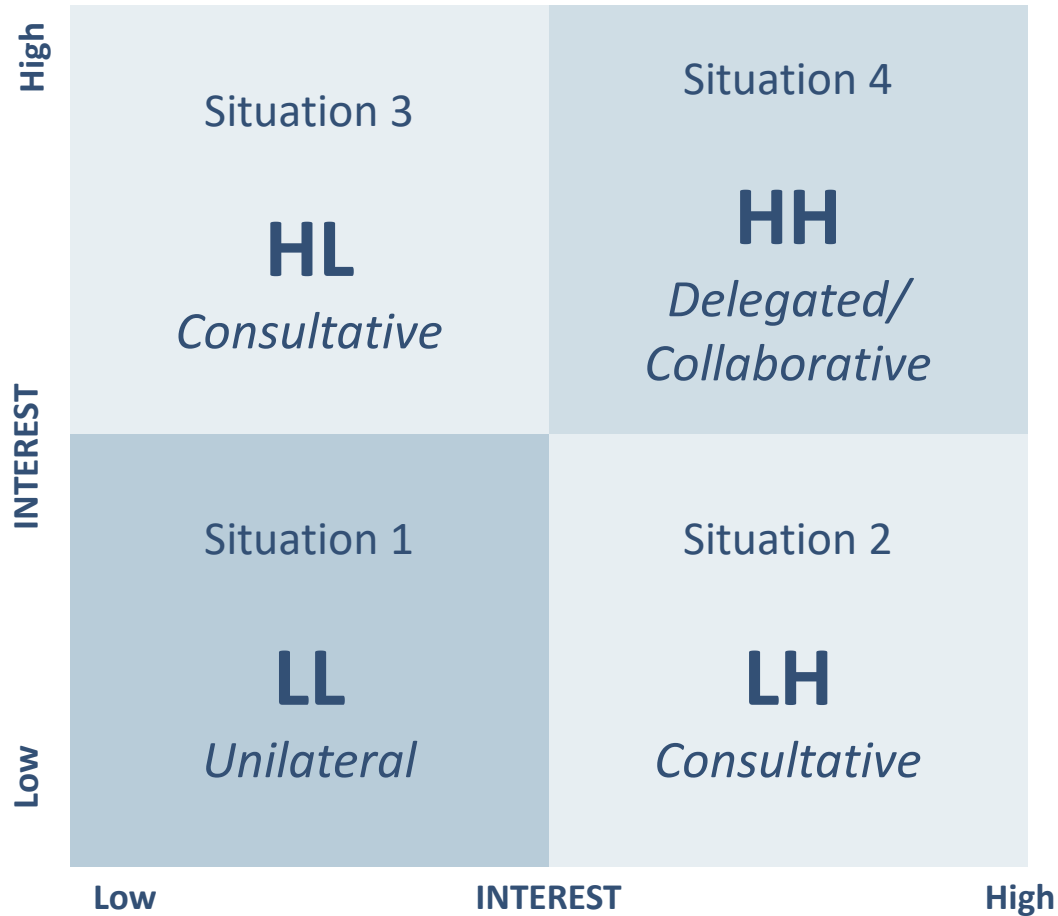 High
Situation 3
HL
Consultative
Situation 4
HH
Delegated/
Collaborative
INTEREST
Situation 1
LL
Unilateral
Situation 2
LH
Consultative
Low
Low
INTEREST
High